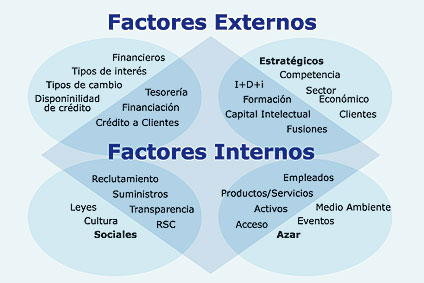 Factores Externos
Financieros
Tipos de interés
Tipos de cambio
Disponinilidad
de crédito
Tesorería
Financiación
Crédito a Clientes
Estratégicos
Competencia
I+D+i
Sector
Formación
Económico
Capital Intelectual
Clientes
Fusiones
Factores Internos
Reclutamiento
Suministros
Leyes
Transparencia
Cultura
RSC
Sociales
Empleados
Productos/Servicios
Activos
Medio Ambiente
Acceso
Eventos
Azar